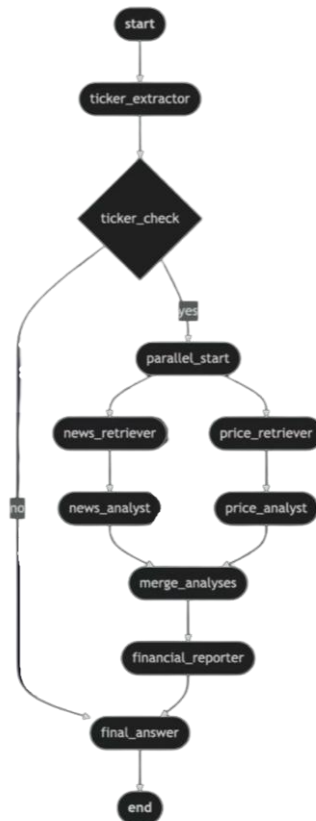 start
ticker_extractor
ticker_check
yes
parallel_start
news_retriever
price_retriever
no
news_analyst
price_analyst
merge_analyses
financial_reporter
final_answer
end